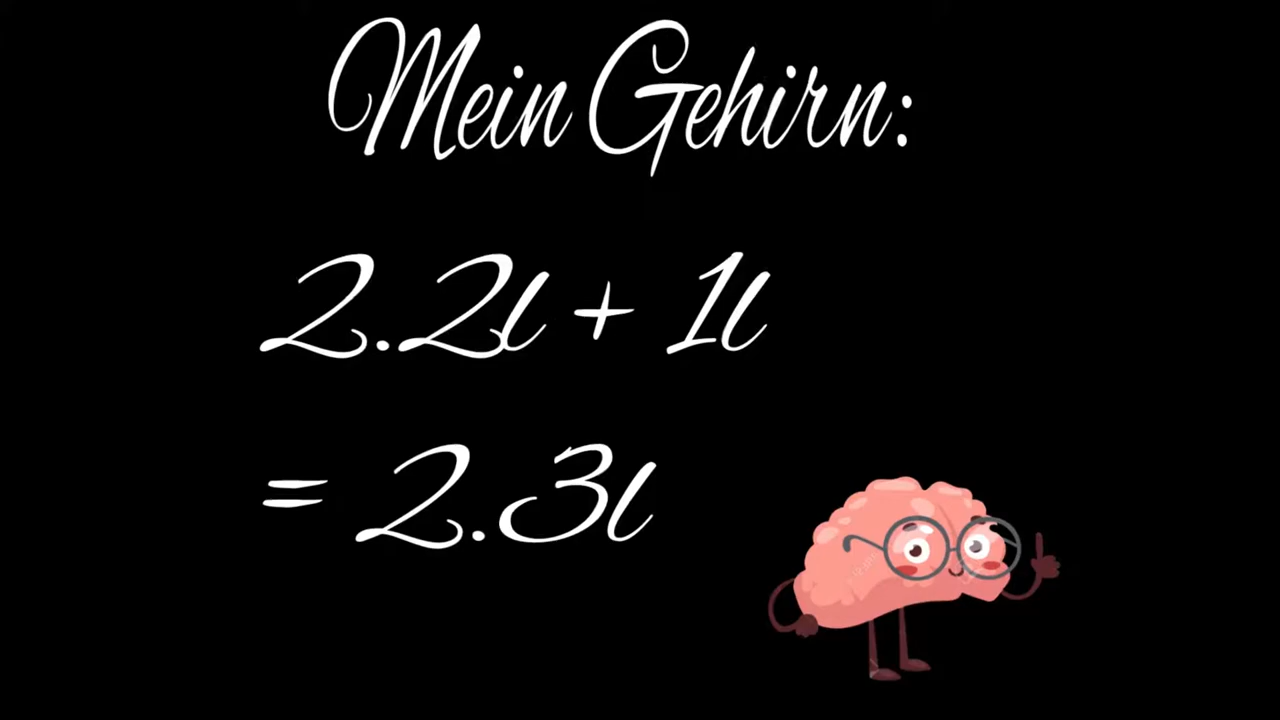 Mein Gehirn:
2.2l + 1l
= 2.3l